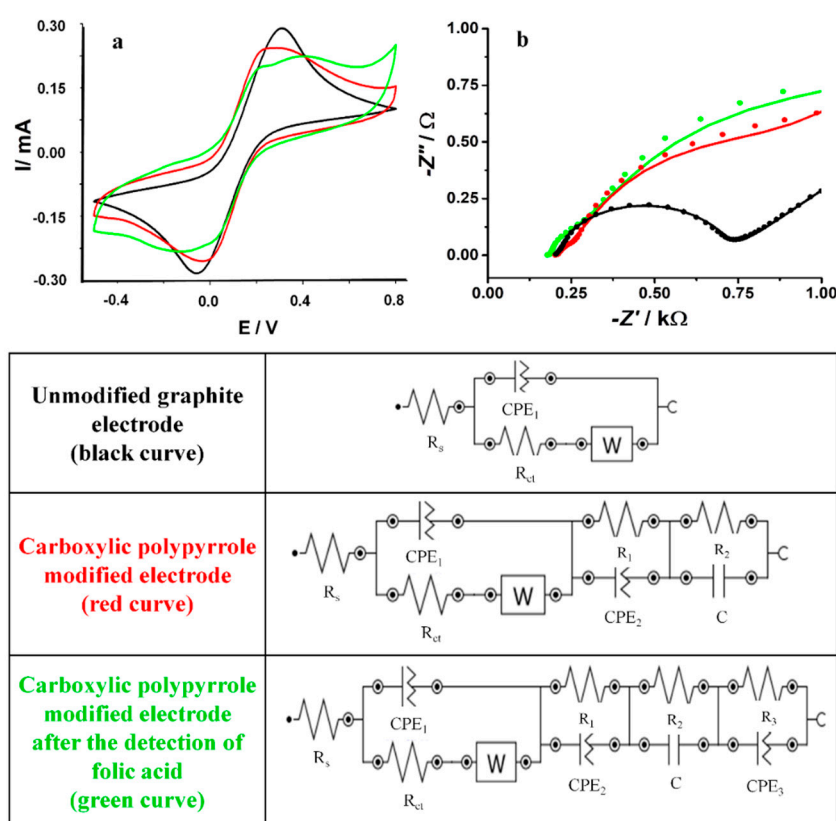 a
I/ mA
0.30
0.15
0.00
-0.15
-0.30
-0.4
0.0
0.4
0.8
E / V
b
-Z''/ Ω
1.00
0.75
0.50
0.25
0.00
0.00
0.25
0.50
0.75
1.00
-Z' / kΩ
Unmodified graphite
electrode
(black curve)
Rs
CPE1
Rct
W
Carboxylic polypyrrole
modified electrode
(red curve)
Rs
CPE1
Rct
W
R1
CPE2
R2
C
Carboxylic polypyrrole
modified electrode
after the detection of
folic acid
(green curve)
Rs
CPE1
Rct
W
R1
CPE2
R2
C
R3
CPE3